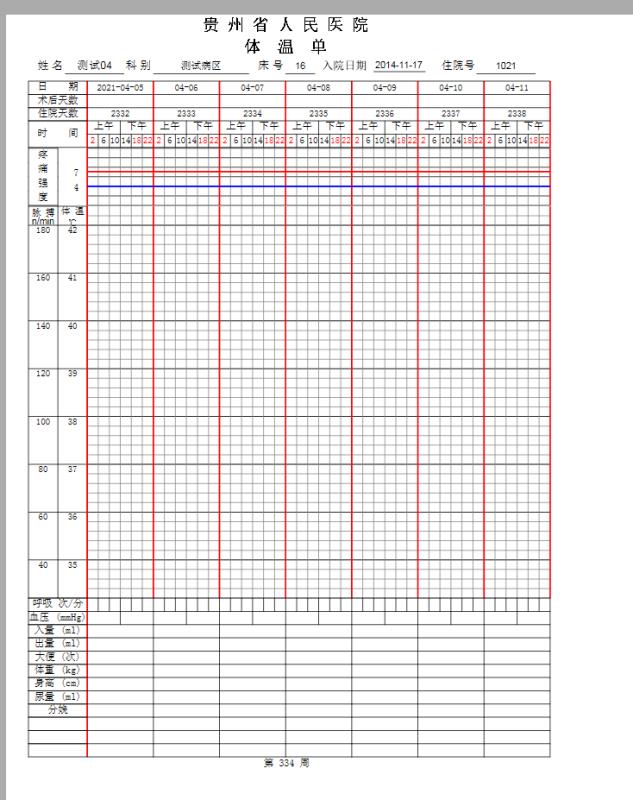 贵州省人民医院
体温单
姓名 测试04 科别 测试病区 床号 16 入院日期 2014-11-17 住院号 1021
日 期 2021-04-05 04-06 04-07 04-08 04-09 04-10 04-11
术后天数
住院天数 2332 2333 2334 2335 2336 2337 2338
时 间 上午 下午 上午 下午 上午 下午 上午 下午 上午 下午 上午 下午 上午 下午
2 6 10 14 18 22 2 6 10 14 18 22 2 6 10 14 18 22 2 6 10 14 18 22 2 6 10 14 18 22 2 6 10 14 18 22 2 6 10 14 18 22
疼
痛 7
强 4
度
脉搏 体温
n/min ℃
180 42
160 41
140 40
120 39
100 38
80 37
60 36
40 35
呼吸 次/分
血压 (mmHg)
入量 (ml)
出量 (ml)
大便 (次)
体重 (kg)
身高 (cm)
尿量 (ml)
分娩
第 334 周